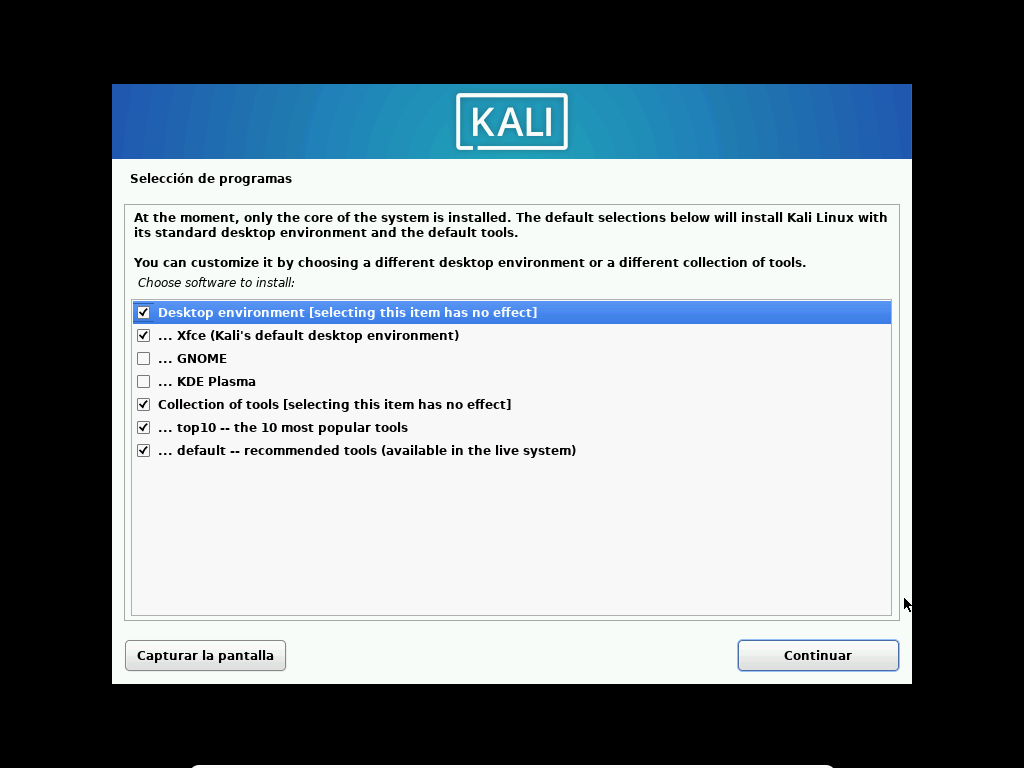 KALI
Selección de programas
At the moment, only the core of the system is installed. The default selections below will install Kali Linux with
its standard desktop environment and the default tools.
You can customize it by choosing a different desktop environment or a different collection of tools.
Choose software to install:
Desktop environment [selecting this item has no effect]
... Xfce (Kali's default desktop environment)
... GNOME
... KDE Plasma
Collection of tools [selecting this item has no effect]
... top10 -- the 10 most popular tools
... default -- recommended tools (available in the live system)
Capturar la pantalla
Continuar